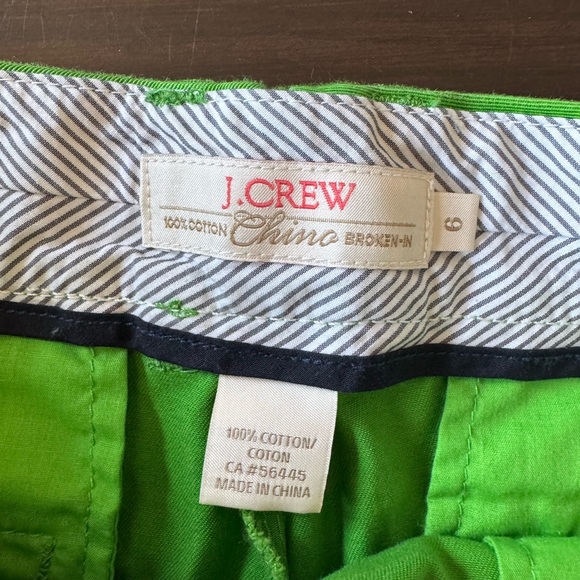 J.CREW
100% COTTON Chino BROKEN-IN
6
100% COTTON/
COTON
CA #56445
MADE IN CHINA